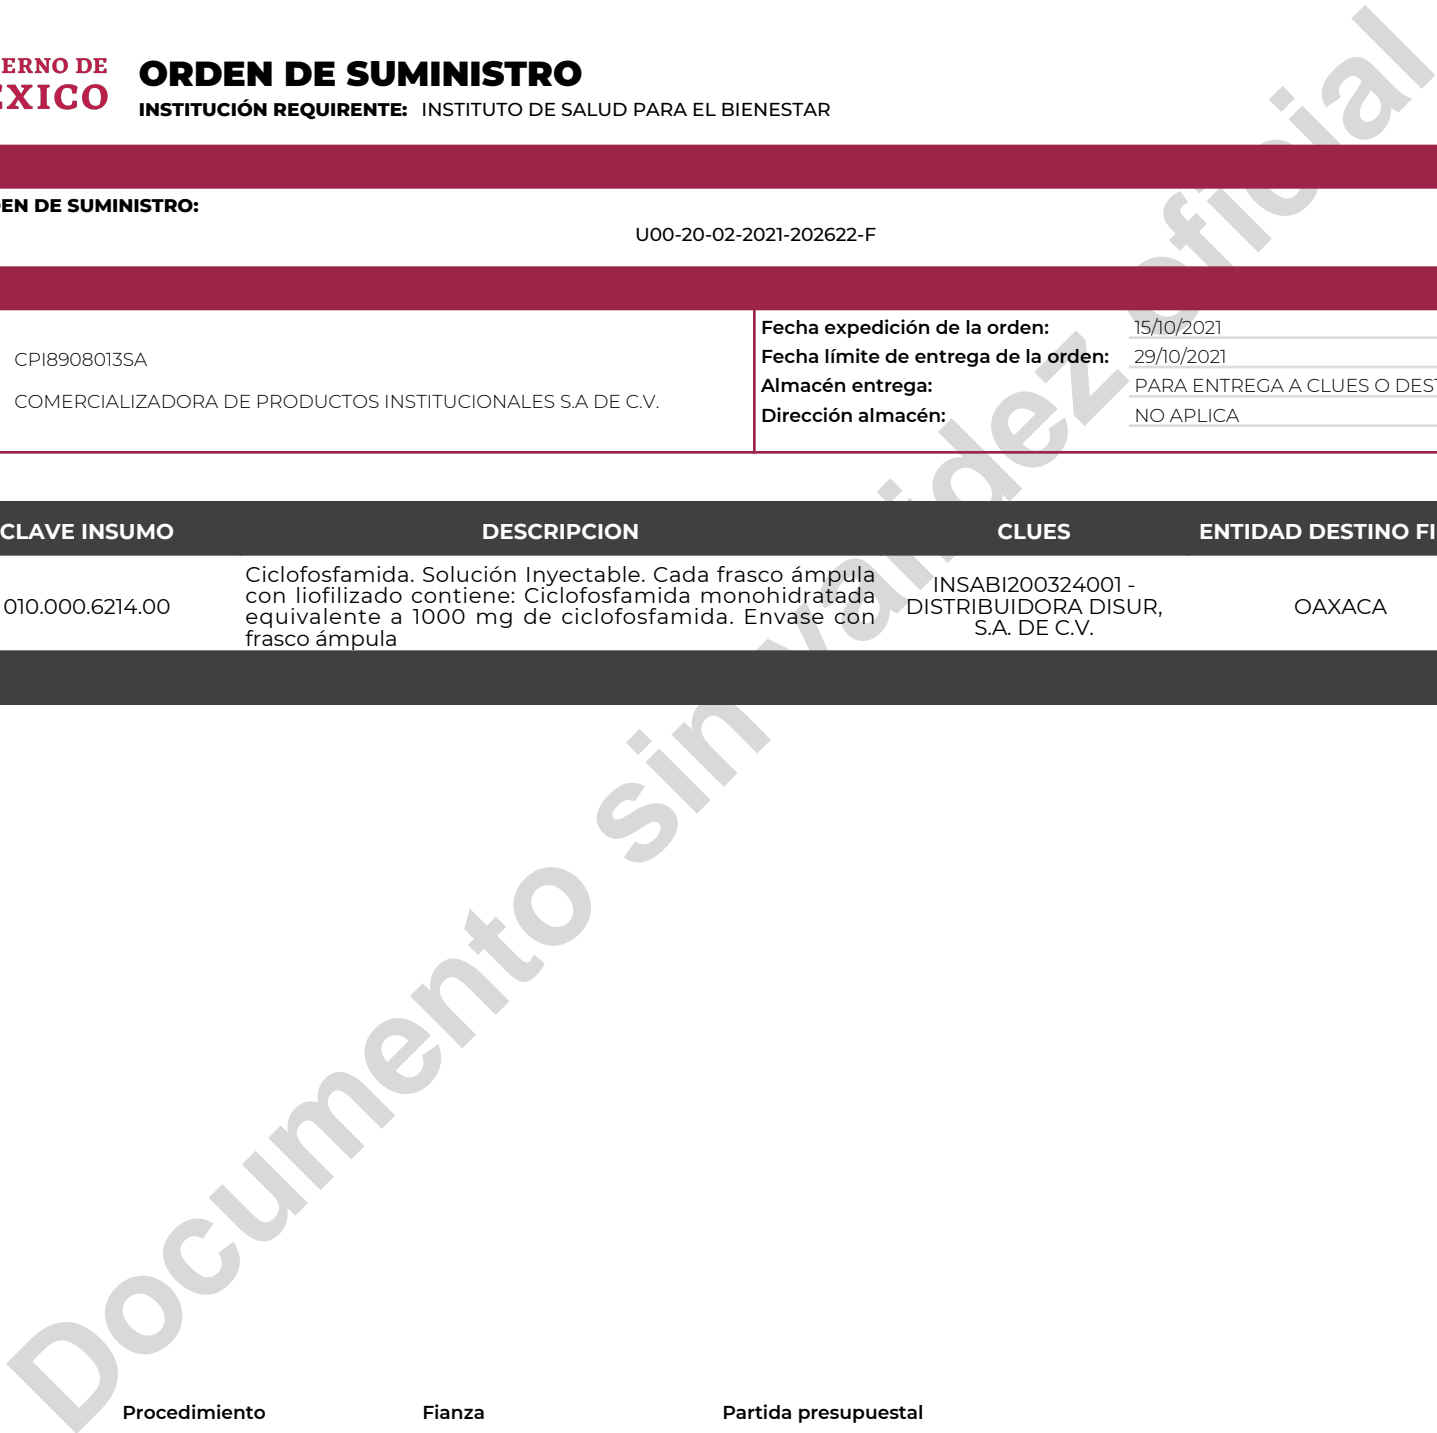 ERNO DE
ÉXICO
ORDEN DE SUMINISTRO
INSTITUCIÓN REQUIRENTE: INSTITUTO DE SALUD PARA EL BIENESTAR
EN DE SUMINISTRO:
U00-20-02-2021-202622-F
CPI8908013SA
COMERCIALIZADORA DE PRODUCTOS INSTITUCIONALES S.A DE C.V.
Fecha expedición de la orden: 15/10/2021
Fecha límite de entrega de la orden: 29/10/2021
Almacén entrega: PARA ENTREGA A CLUES O DEST
Dirección almacén: NO APLICA
CLAVE INSUMO DESCRIPCION CLUES ENTIDAD DESTINO FI
010.000.6214.00
Ciclofosfamida. Solución Inyectable. Cada frasco ámpula
con liofilizado contiene: Ciclofosfamida monohidratada
equivalente a 1000 mg de ciclofosfamida. Envase con
frasco ámpula
INSABI200324001 -
DISTRIBUIDORA DISUR,
S.A. DE C.V.
OAXACA
Documento sin validez oficial
Procedimiento Fianza Partida presupuestal